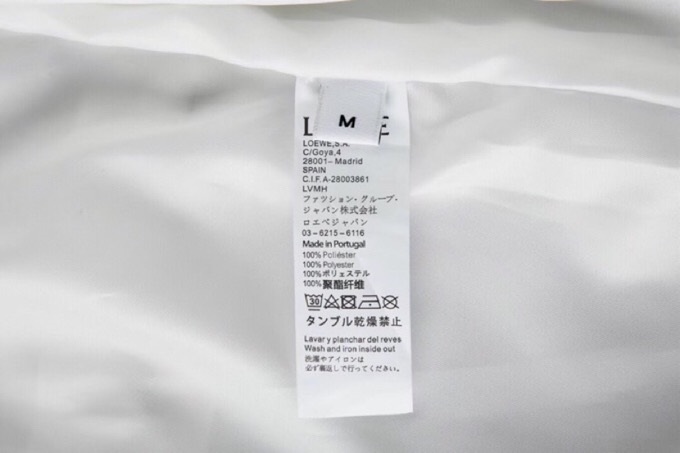 M
LOEWE,S.A.
C/Goya,4
28001– Madrid
SPAIN
C.I.F.A-28003861
LVMH
ファツション・グループ・
ジャパン株式会社
ロエベジャパン
03–6215–6116
Made in Portugal
100% Poliéster
100% Polyester
100%ポリェステル
100%聚酯纤维
30
タンブル乾燥禁止
Lavar y planchar del reves
Wash and iron inside out
洗濯やアイロンは
必ず裏返しで行ってください.